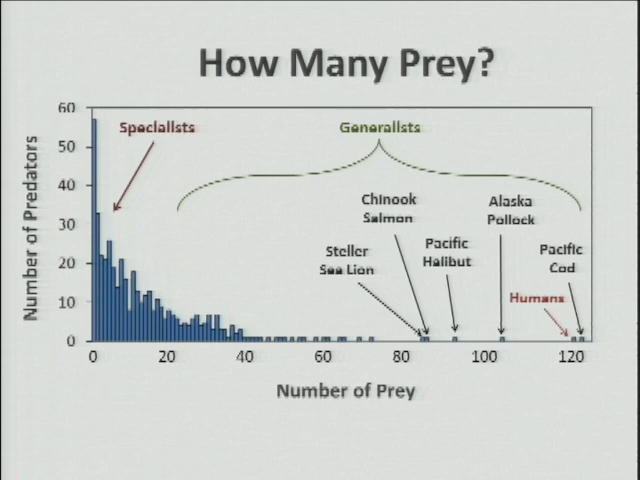 How Many Prey?
60
50
40
30
20
10
0
Number of Predators
Specialists
Generalists
Chinook
Salmon
Alaska
Pollock
Steller
Sea Lion
Pacific
Halibut
Pacific
Cod
Humans
0 20 40 60 80 100 120
Number of Prey